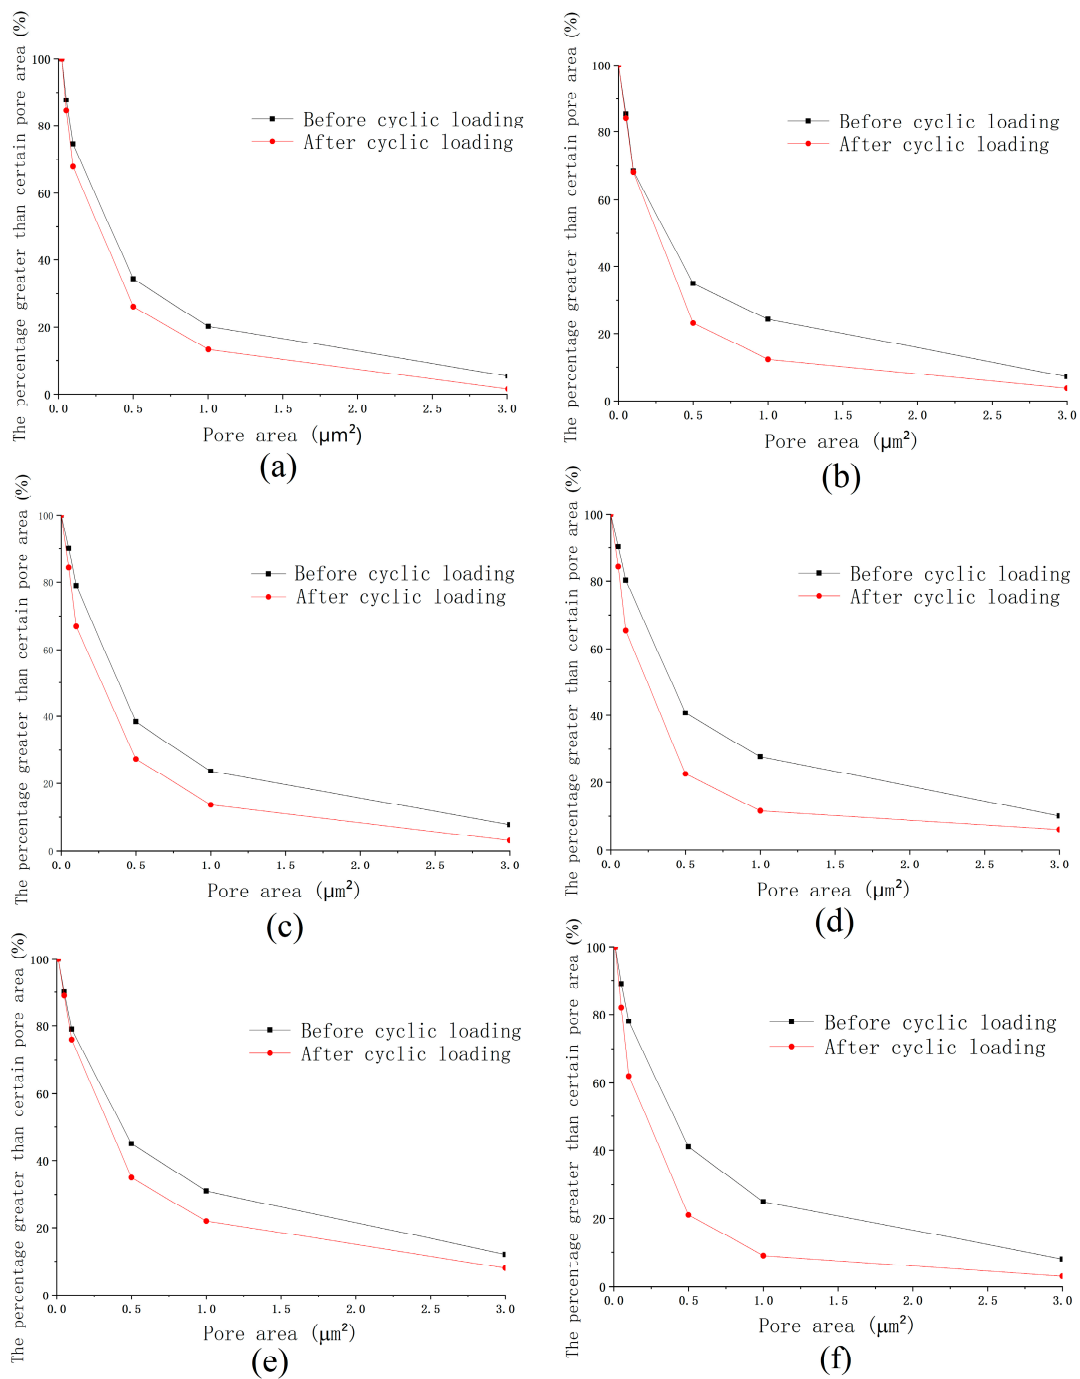 The percentage greater than certain pore area (%)
100
80
60
40
20
0
0.0 0.5 1.0 1.5 2.0 2.5 3.0
Before cyclic loading
After cyclic loading
Pore area (μm²)
(a)
The percentage greater than certain pore area (%)
100
80
60
40
20
0
0.0 0.5 1.0 1.5 2.0 2.5 3.0
Before cyclic loading
After cyclic loading
Pore area (μm²)
(b)
The percentage greater than certain pore area (%)
100
80
60
40
20
0
0.0 0.5 1.0 1.5 2.0 2.5 3.0
Before cyclic loading
After cyclic loading
Pore area (μm²)
(c)
The percentage greater than certain pore area (%)
100
80
60
40
20
0
0.0 0.5 1.0 1.5 2.0 2.5 3.0
Before cyclic loading
After cyclic loading
Pore area (μm²)
(d)
The percentage greater than certain pore area (%)
100
80
60
40
20
0
0.0 0.5 1.0 1.5 2.0 2.5 3.0
Before cyclic loading
After cyclic loading
Pore area (μm²)
(e)
The percentage greater than certain pore area (%)
100
80
60
40
20
0
0.0 0.5 1.0 1.5 2.0 2.5 3.0
Before cyclic loading
After cyclic loading
Pore area (μm²)
(f)